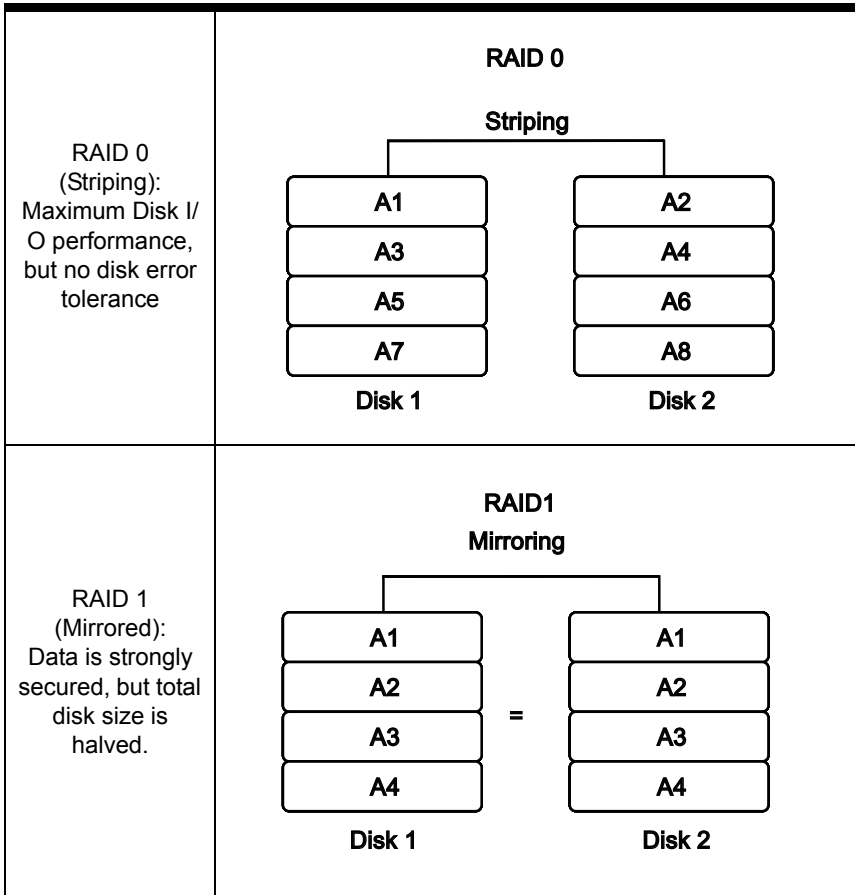 RAID 0
(Striping):
Maximum Disk I/
O performance,
but no disk error
tolerance
RAID 0
Striping
A1
A2
A3
A4
A5
A6
A7
A8
Disk 1
Disk 2
RAID 1
(Mirrored):
Data is strongly
secured, but total
disk size is
halved.
RAID1
Mirroring
A1
A1
A2
A2
=
A3
A3
A4
A4
Disk 1
Disk 2